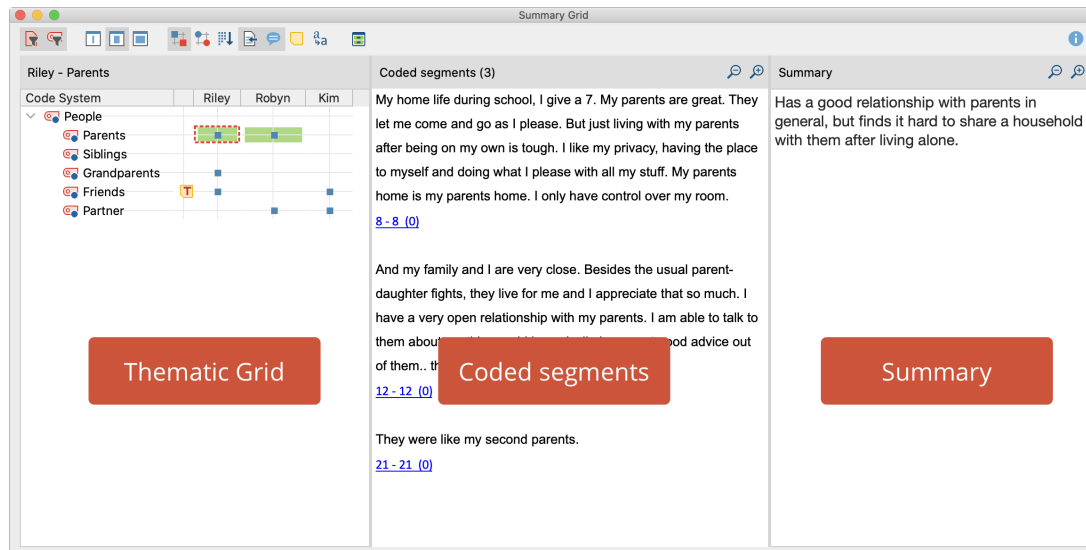 Summary Grid
Riley - Parents
Coded segments (3)
Summary
Code System
Riley
Robyn
Kim
People
Parents
Siblings
Grandparents
Friends
T
Partner
My home life during school, I give a 7. My parents are great. They
let me come and go as I please. But just living with my parents
after being on my own is tough. I like my privacy, having the place
to myself and doing what I please with all my stuff. My parents
home is my parents home. I only have control over my room.
8 - 8 (0)
And my family and I are very close. Besides the usual parent-
daughter fights, they live for me and I appreciate that so much. I
have a very open relationship with my parents. I am able to talk to
them advice out
of them..
12 - 12 (0)
They were like my second parents.
21 - 21 (0)
Has a good relationship with parents in
general, but finds it hard to share a household
with them after living alone.
Thematic Grid
Coded segments
Summary